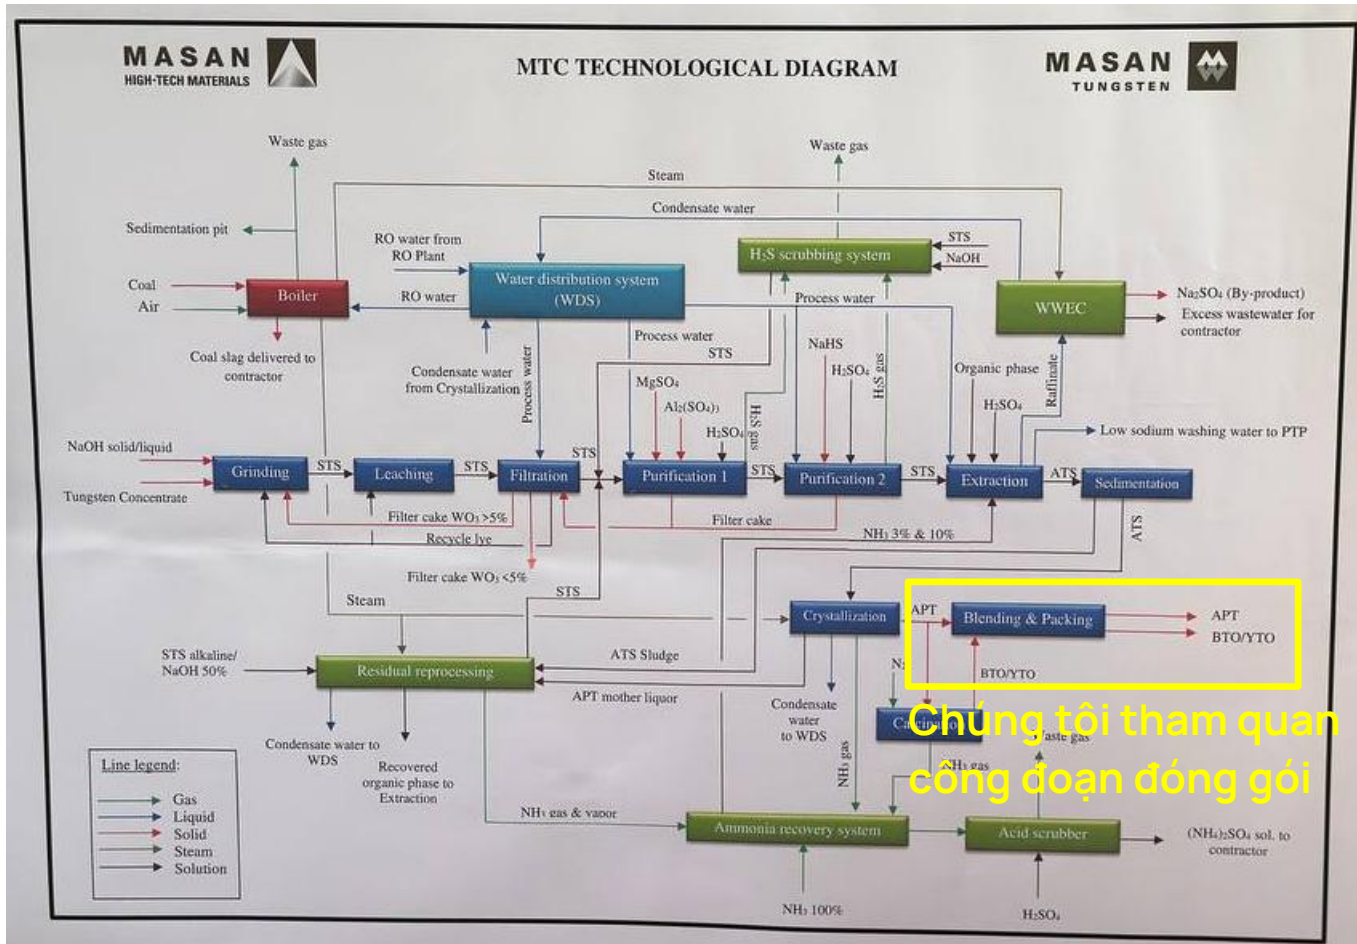 MASAN
HIGH-TECH MATERIALS
MTC TECHNOLOGICAL DIAGRAM
MASAN
TUNGSTEN
Waste gas
Waste gas
Steam
Condensate water
Sedimentation pit
RO water from
RO Plant
STS
NaOH
H₂S scrubbing system
Water distribution system
(WDS)
Coal
Air
Boiler
RO water
Process water
WWEC
Na₂SO₄ (By-product)
Excess wastewater for
contractor
Process water
STS
NaHS
Coal slag delivered to
contractor
Condensate water
from Crystallization
Process water
MgSO₄
H₂SO₄
H₂S gas
Organic phase
Raffinate
Al₂(SO₄)₃
H₂SO₄
H₂SO₄
H₂S gas
Low sodium washing water to PTP
NaOH solid/liquid
Tungsten Concentrate
Grinding
STS
Leaching
STS
Filtration
STS
Purification 1
STS
Purification 2
STS
Extraction
ATS
Sedimentation
Filter cake WO₃ >5%
Filter cake
Recycle lye
NH₃ 3% & 10%
ATS
Filter cake WO₃ <5%
STS
Steam
Crystallization
APT
Blending & Packing
APT
BTO/YTO
STS alkaline/
NaOH 50%
Residual reprocessing
ATS Sludge
APT mother liquor
N₂
BTO/YTO
Condensate
water
to WDS
NH₃ gas
Chúng tôi tham quan
công đoạn đóng gói
Waste gas
NH₃ gas
Condensate water to
WDS
Recovered
organic phase to
Extraction
Line legend:
Gas
Liquid
Solid
Steam
Solution
NH₃ gas & vapor
Ammonia recovery system
Acid scrubber
(NH₄)₂SO₄ sol. to
contractor
NH₃ 100%
H₂SO₄